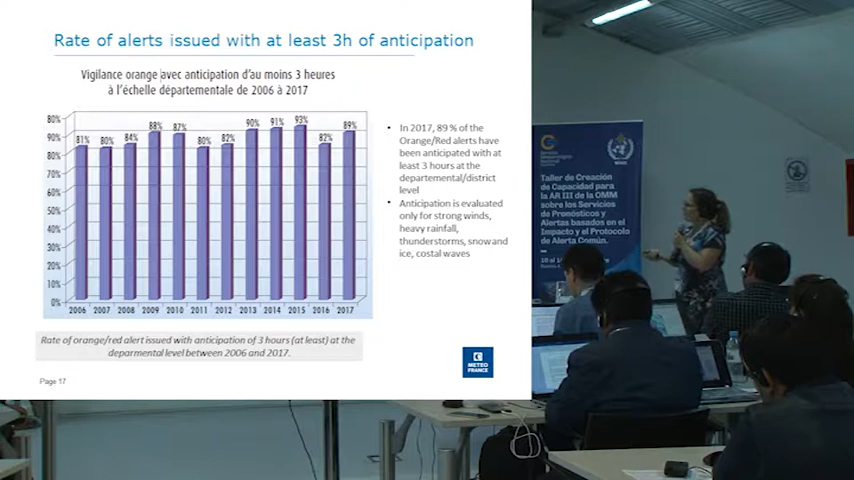 Rate of alerts issued with at least 3h of anticipation
Vigilance orange avec anticipation d'au moins 3 heures
à l'échelle départementale de 2006 à 2017
80%
90%
80%
70%
60%
50%
40%
30%
20%
10%
0%
81%
80%
84%
88%
87%
80%
82%
90%
91%
93%
82%
89%
2006 2007 2008 2009 2010 2011 2012 2013 2014 2015 2016 2017
• In 2017, 89 % of the
Orange/Red alerts have
been anticipated with at
least 3 hours at the
departemental/district
level
• Anticipation is evaluated
only for strong winds,
heavy rainfall,
thunderstorms, snow and
ice, costal waves
Rate of orange/red alert issued with anticipation of 3 hours (at least) at the
deparmental level between 2006 and 2017.
METEO
FRANCE
Page 17
Taller de Creación
de Capacidad para
la AR III de la OMM
sobre los Servicios
de Pronósticos y
Alertas basados en el
Impacto y el Protocolo
de Alerta Común.